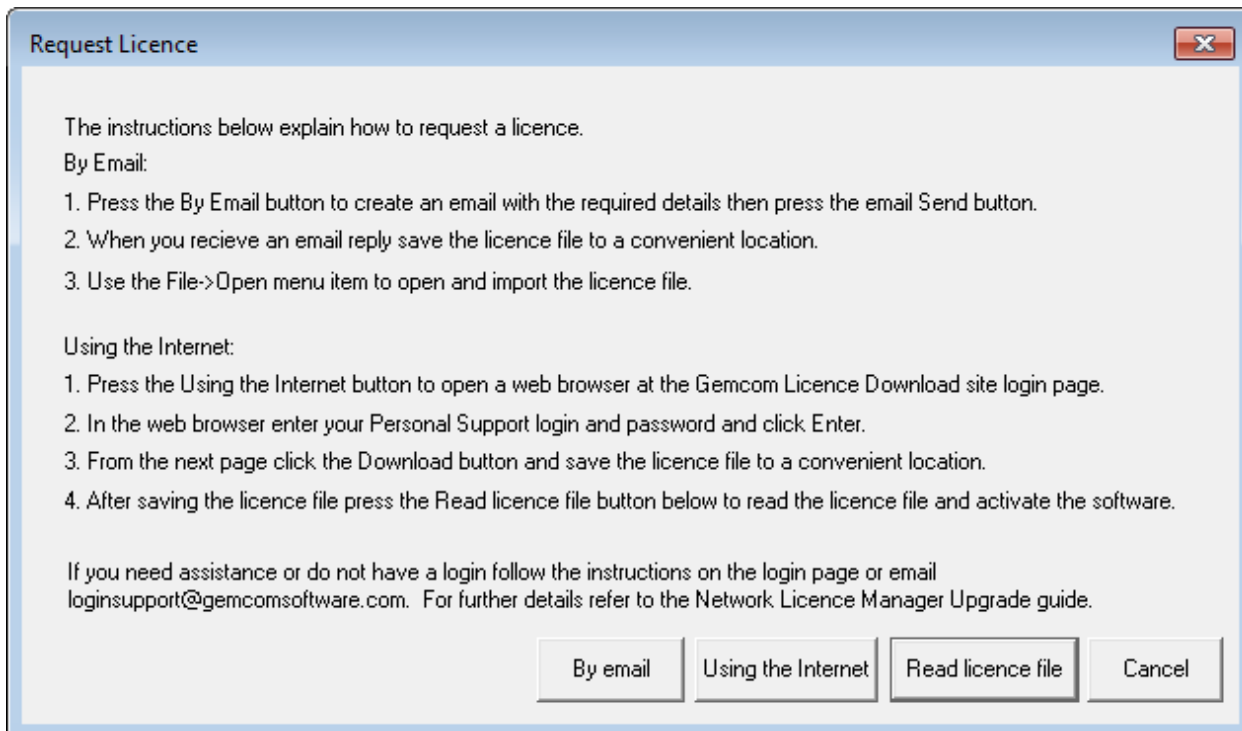 Request Licence
The instructions below explain how to request a licence.
By Email:
1. Press the By Email button to create an email with the required details then press the email Send button.
2. When you recieve an email reply save the licence file to a convenient location.
3. Use the File->Open menu item to open and import the licence file.
Using the Internet:
1. Press the Using the Internet button to open a web browser at the Gemcom Licence Download site login page.
2. In the web browser enter your Personal Support login and password and click Enter.
3. From the next page click the Download button and save the licence file to a convenient location.
4. After saving the licence file press the Read licence file button below to read the licence file and activate the software.
If you need assistance or do not have a login follow the instructions on the login page or email
loginsupport@gemcomsoftware.com.  For further details refer to the Network Licence Manager Upgrade guide.
By email Using the Internet Read licence file Cancel